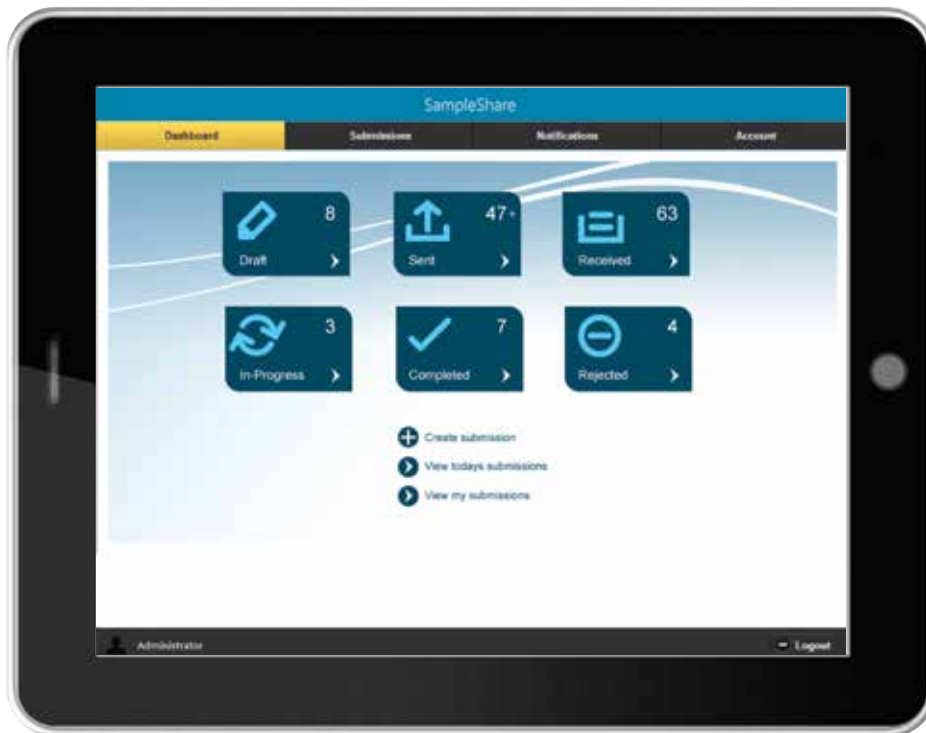 SampleShare
Dashboard Submissions Notifications Account
8 47+ 63
Draft Sent Received
3 7 4
In-Progress Completed Rejected
Create submission
View todays submissions
View my submissions
Administrator Logout